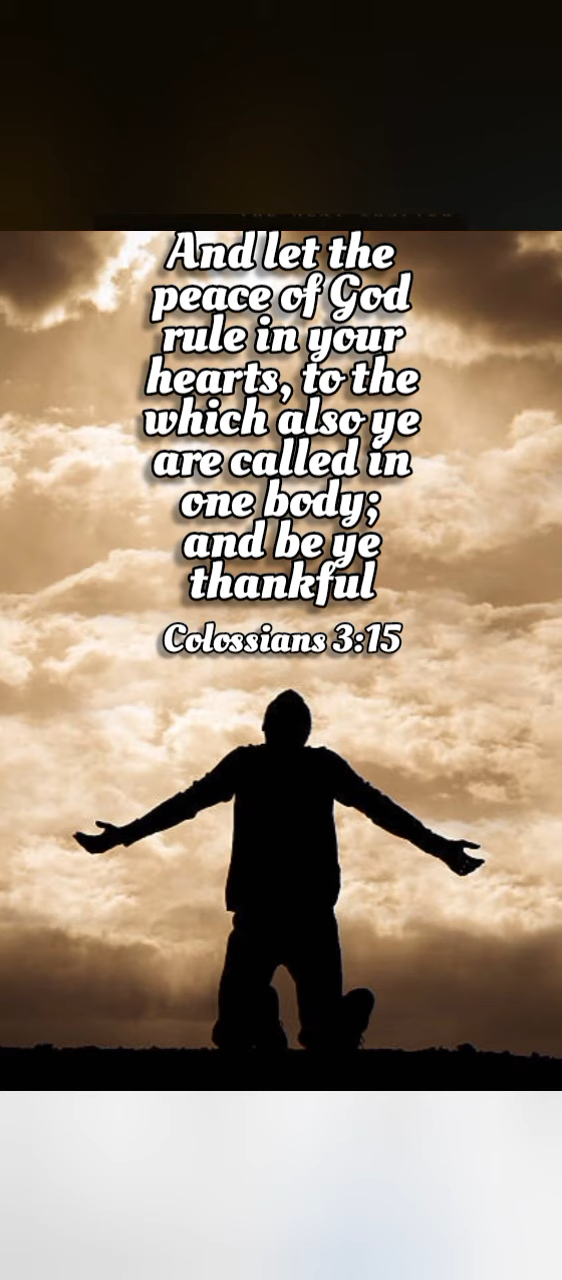 And let the
peace of God
rule in your
hearts, to the
which also ye
are called in
one body;
and be ye
thankful
Colossians 3:15